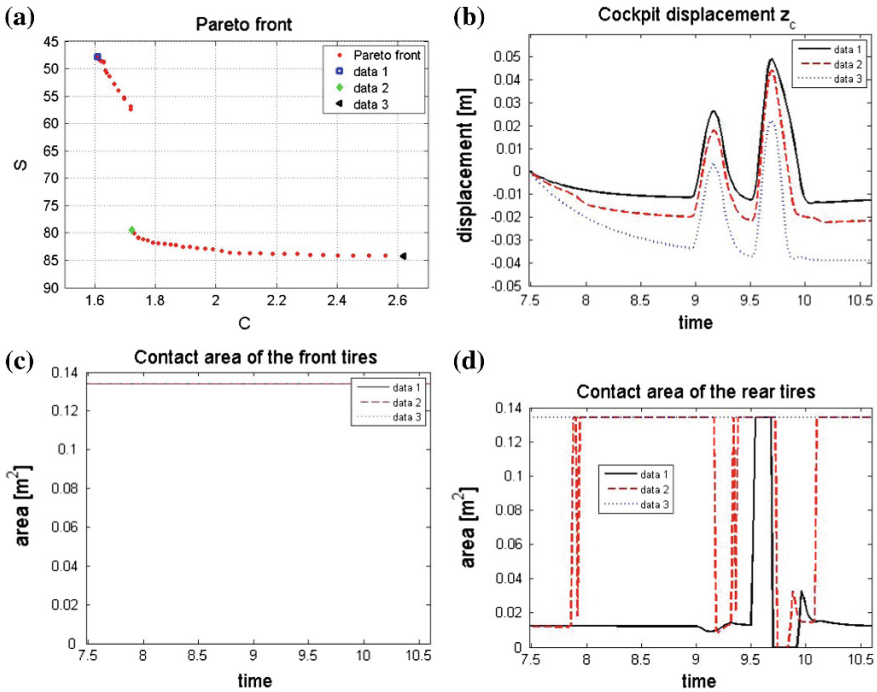 (a)
Pareto front
45
50
55
60
65
70
75
80
85
90
S
1.6
1.8
2
2.2
2.4
2.6
C
Pareto front
data 1
data 2
data 3
(b)
Cockpit displacement z_c
0.05
0.04
0.03
0.02
0.01
0
-0.01
-0.02
-0.03
-0.04
-0.05
displacement [m]
7.5
8
8.5
9
9.5
10
10.5
time
data 1
data 2
data 3
(c)
Contact area of the front tires
0.14
0.12
0.1
0.08
0.06
0.04
0.02
0
area [m²]
7.5
8
8.5
9
9.5
10
10.5
time
data 1
data 2
data 3
(d)
Contact area of the rear tires
0.14
0.12
0.1
0.08
0.06
0.04
0.02
0
area [m²]
7.5
8
8.5
9
9.5
10
10.5
time
data 1
data 2
data 3